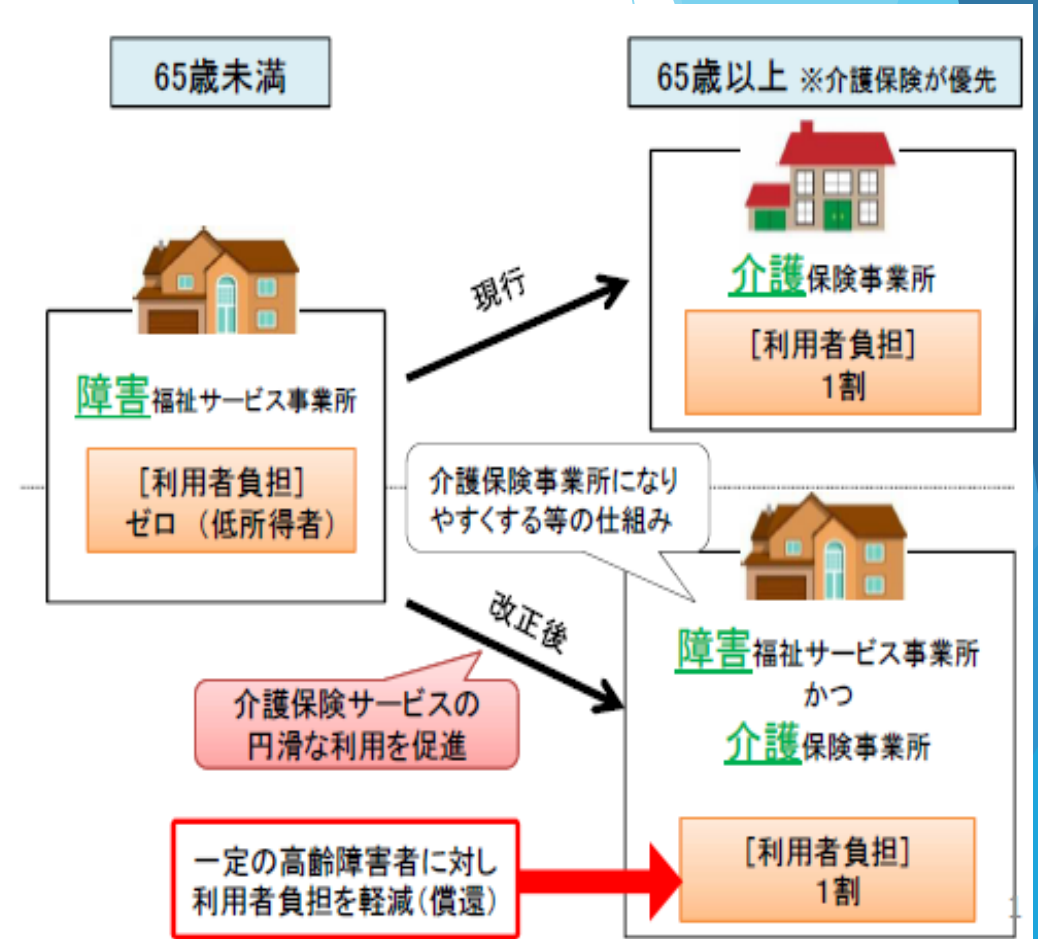 65歳未満
65歳以上 ※介護保険が優先
介護保険事業所
[利用者負担]
1割
現行
障害福祉サービス事業所
[利用者負担]
ゼロ (低所得者)
介護保険事業所になり
やすくする等の仕組み
改正後
介護保険サービスの
円滑な利用を促進
障害福祉サービス事業所
かつ
介護保険事業所
一定の高齢障害者に対し
利用者負担を軽減(償還)
[利用者負担]
1割
1